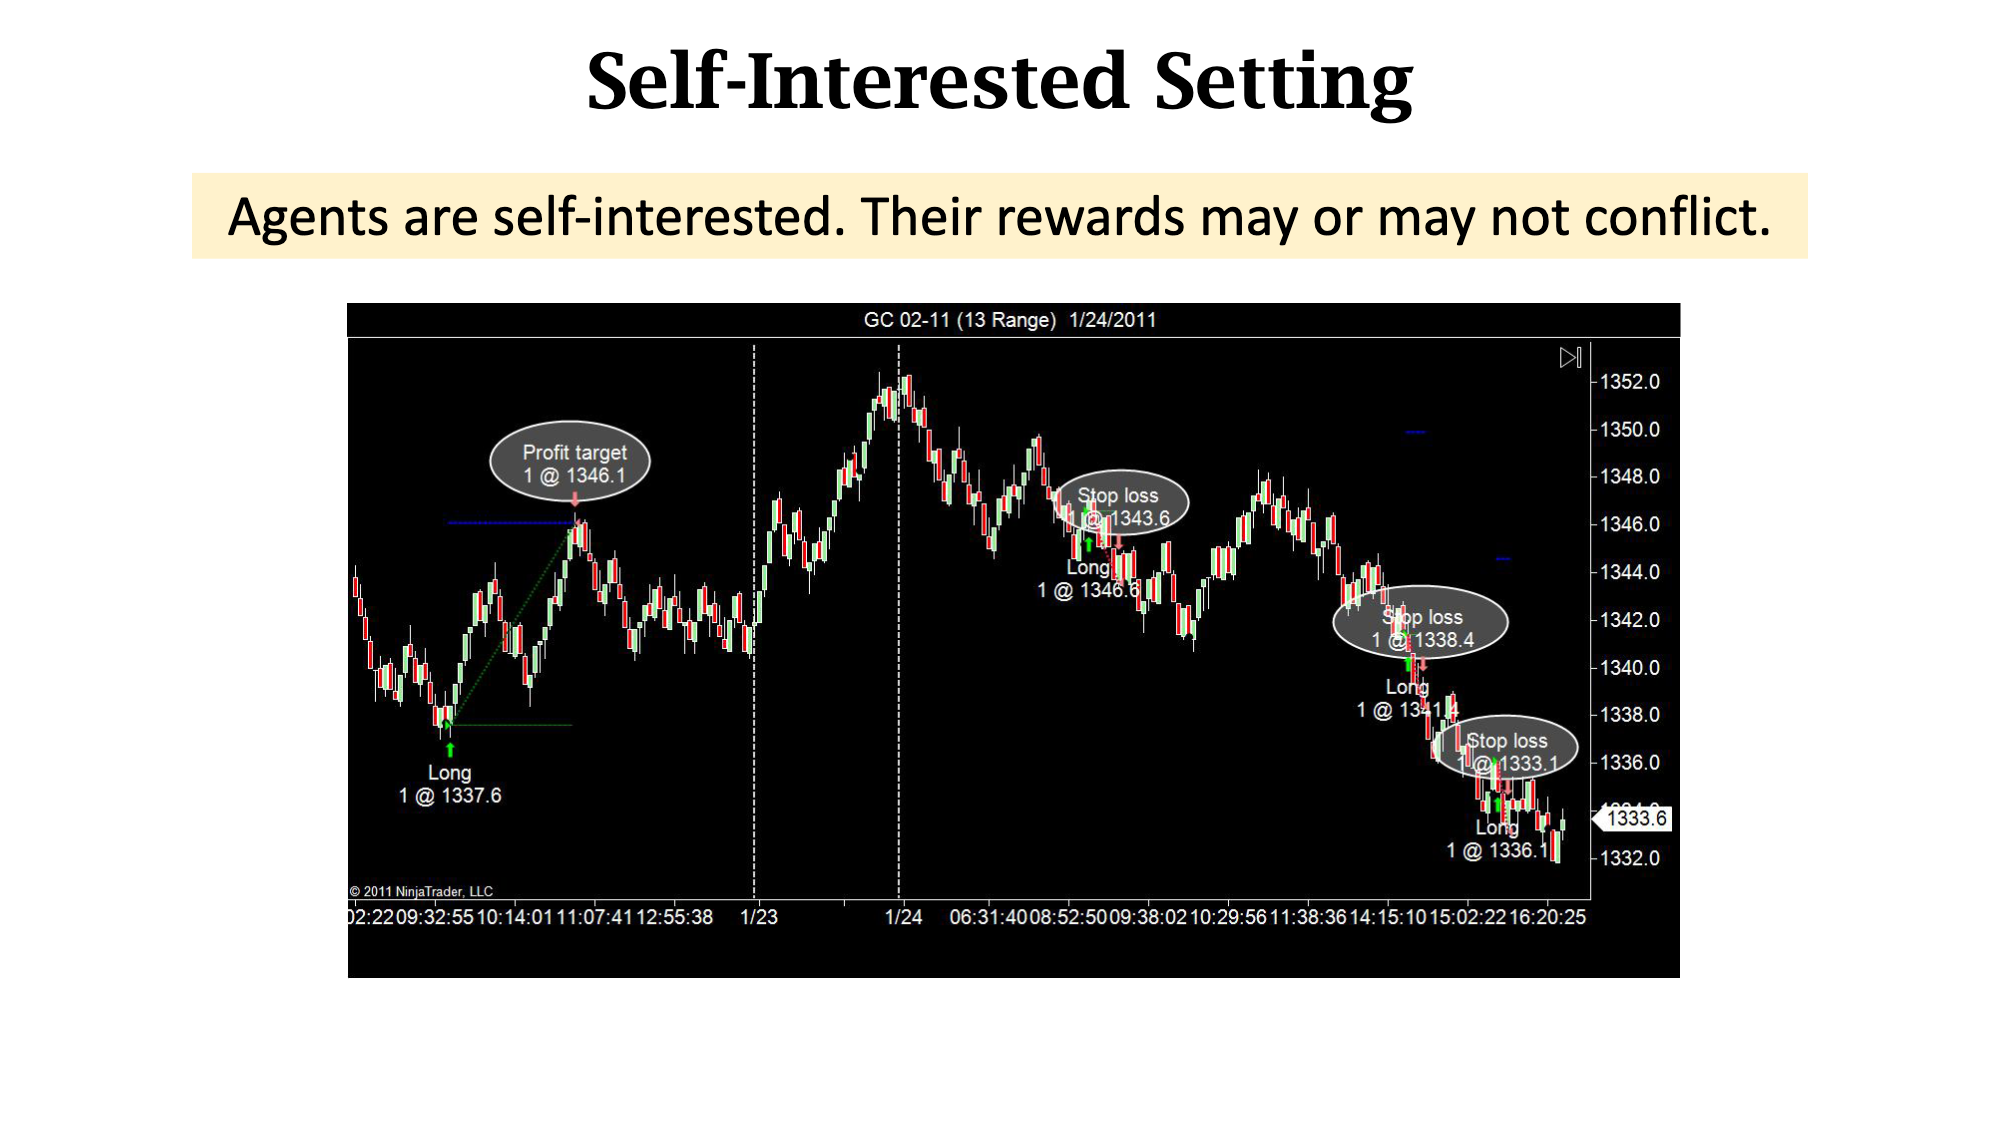 Self-Interested Setting
Agents are self-interested. Their rewards may or may not conflict.
GC 02-11 (13 Range) 1/24/2011
1352.0
1350.0
1348.0
1346.0
1344.0
1342.0
1340.0
1338.0
1336.0
1333.6
1332.0
Profit target
1 @ 1346.1
Long
1 @ 1337.6
Stop loss
1 @ 1343.6
Long
1 @ 1346.6
Stop loss
1 @ 1338.4
Long
1 @ 1341.4
Stop loss
1 @ 1333.1
Long
1 @ 1336.1
© 2011 NinjaTrader, LLC
02:22 09:32:55 10:14:01 11:07:41 12:55:38 1/23 1/24 06:31:40 08:52:50 09:38:02 10:29:56 11:38:36 14:15:10 15:02:22 16:20:25